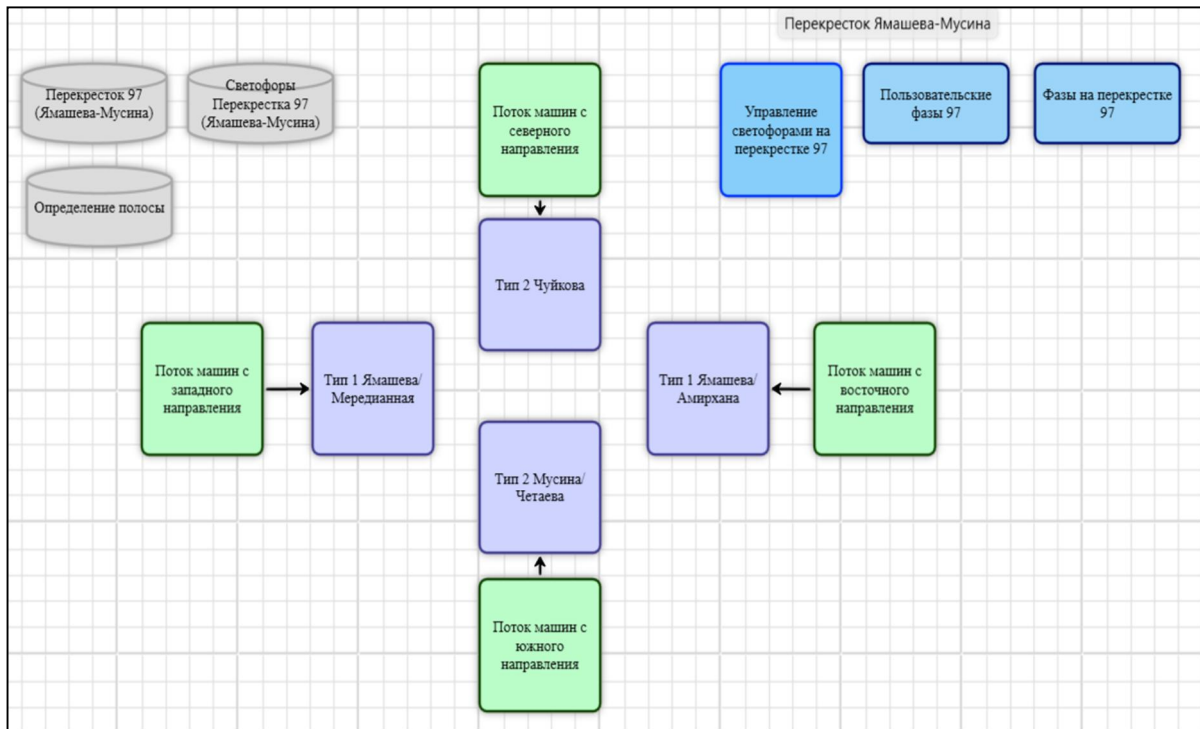 Перекресток Ямашева-Мусина
Перекресток 97
(Ямашева-Мусина)
Светофоры
Перекрестка 97
(Ямашева-Мусина)
Определение полосы
Поток машин с
северного
направления
Управление
светофорами на
перекрестке 97
Пользовательские
фазы 97
Фазы на перекрестке
97
Тип 2 Чуйкова
Поток машин с
западного
направления
Тип 1 Ямашева/
Мередианная
Тип 1 Ямашева/
Амирхана
Поток машин с
восточного
направления
Тип 2 Мусина/
Четаева
Поток машин с
южного
направления